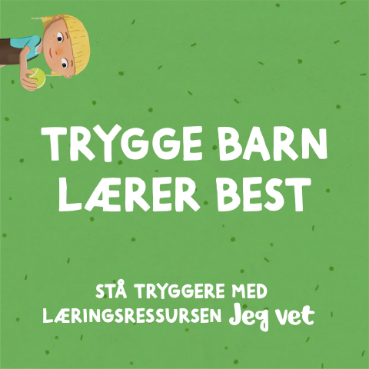 TRYGGE BARN
LÆRER BEST
STÅ TRYGGERE MED
LÆRINGSRESSURSEN Jeg vet